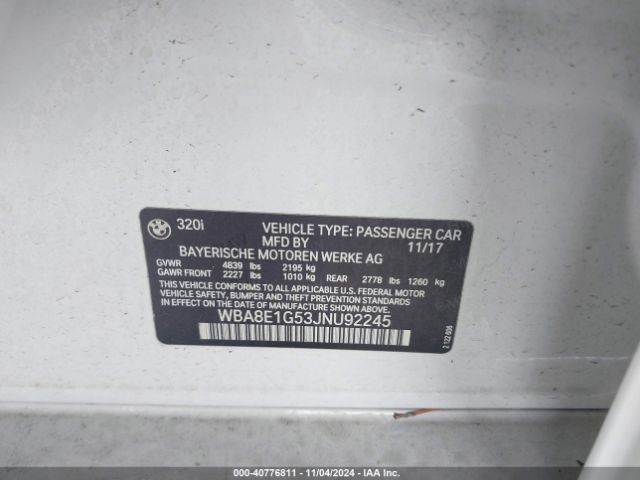 320i VEHICLE TYPE: PASSENGER CAR
MFD BY 11/17
BAYERISCHE MOTOREN WERKE AG
GVWR 4839 lbs 2195 kg
GAWR FRONT 2227 lbs 1010 kg REAR 2778 lbs 1260 kg
THIS VEHICLE CONFORMS TO ALL APPLICABLE U.S. FEDERAL MOTOR
VEHICLE SAFETY, BUMPER, AND THEFT PREVENTION STANDARDS
IN EFFECT ON THE DATE OF MANUFACTURE SHOWN ABOVE.
WBA8E1G53JNU92245
000-40776811 - 11/04/2024 - IAA Inc.